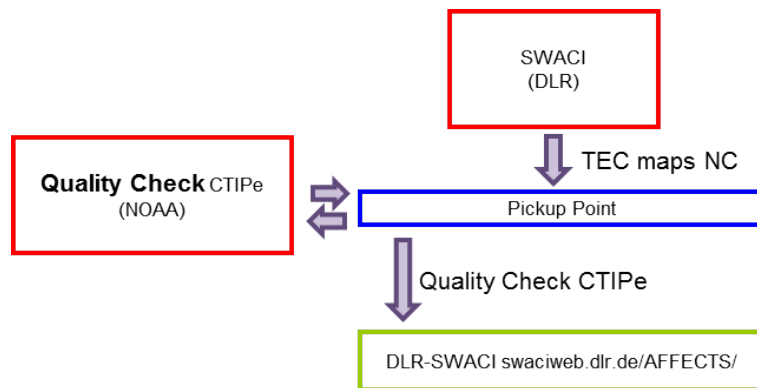 SWACI
(DLR)
TEC maps NC
Quality Check CTIPe
(NOAA)
Pickup Point
Quality Check CTIPe
DLR-SWACI swaciweb.dlr.de/AFFECTS/